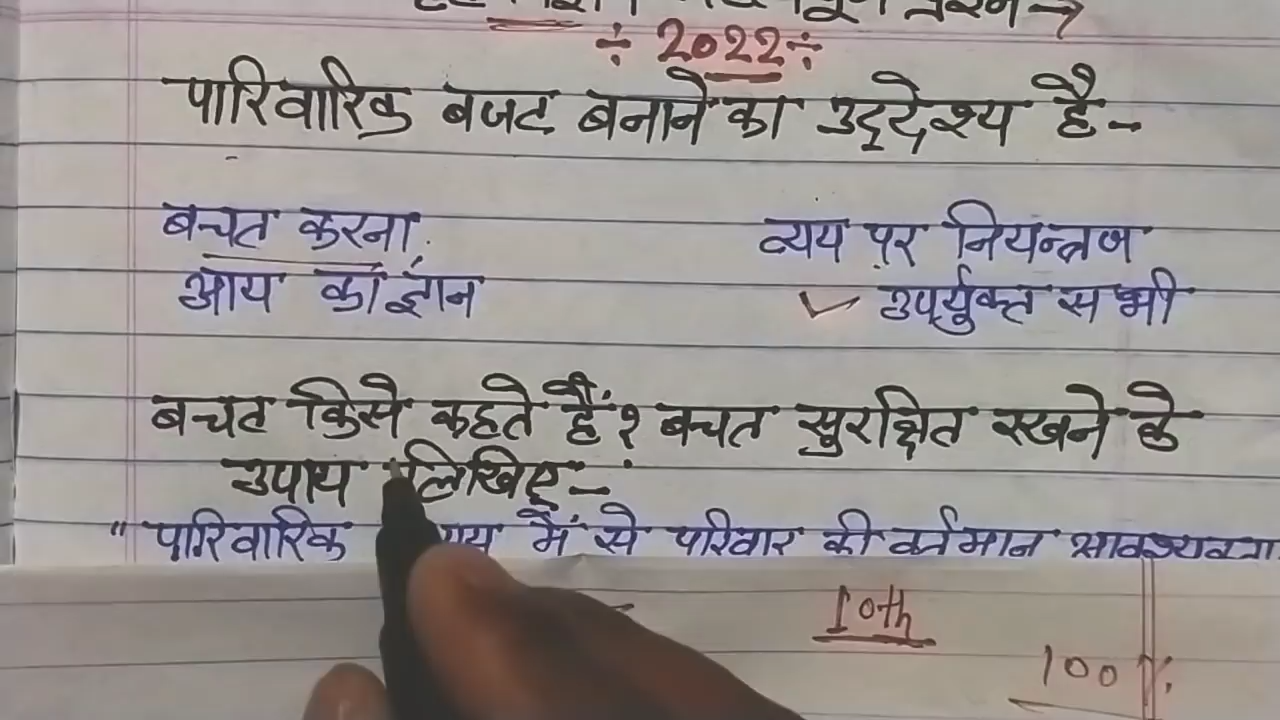 ÷ 2022 ÷
पारिवारिक बजट बनाने का उद्देश्य है-
बचत करना. व्यय पर नियन्त्रण
आय का ज्ञान ✓ उपर्युक्त सभी
बचत किसे कहते हैं? बचत सुरक्षित रखने के
उपाय लिखिए-
" पारिवारिक में से परिवार की वर्तमान आवश्यकता
10th
100%